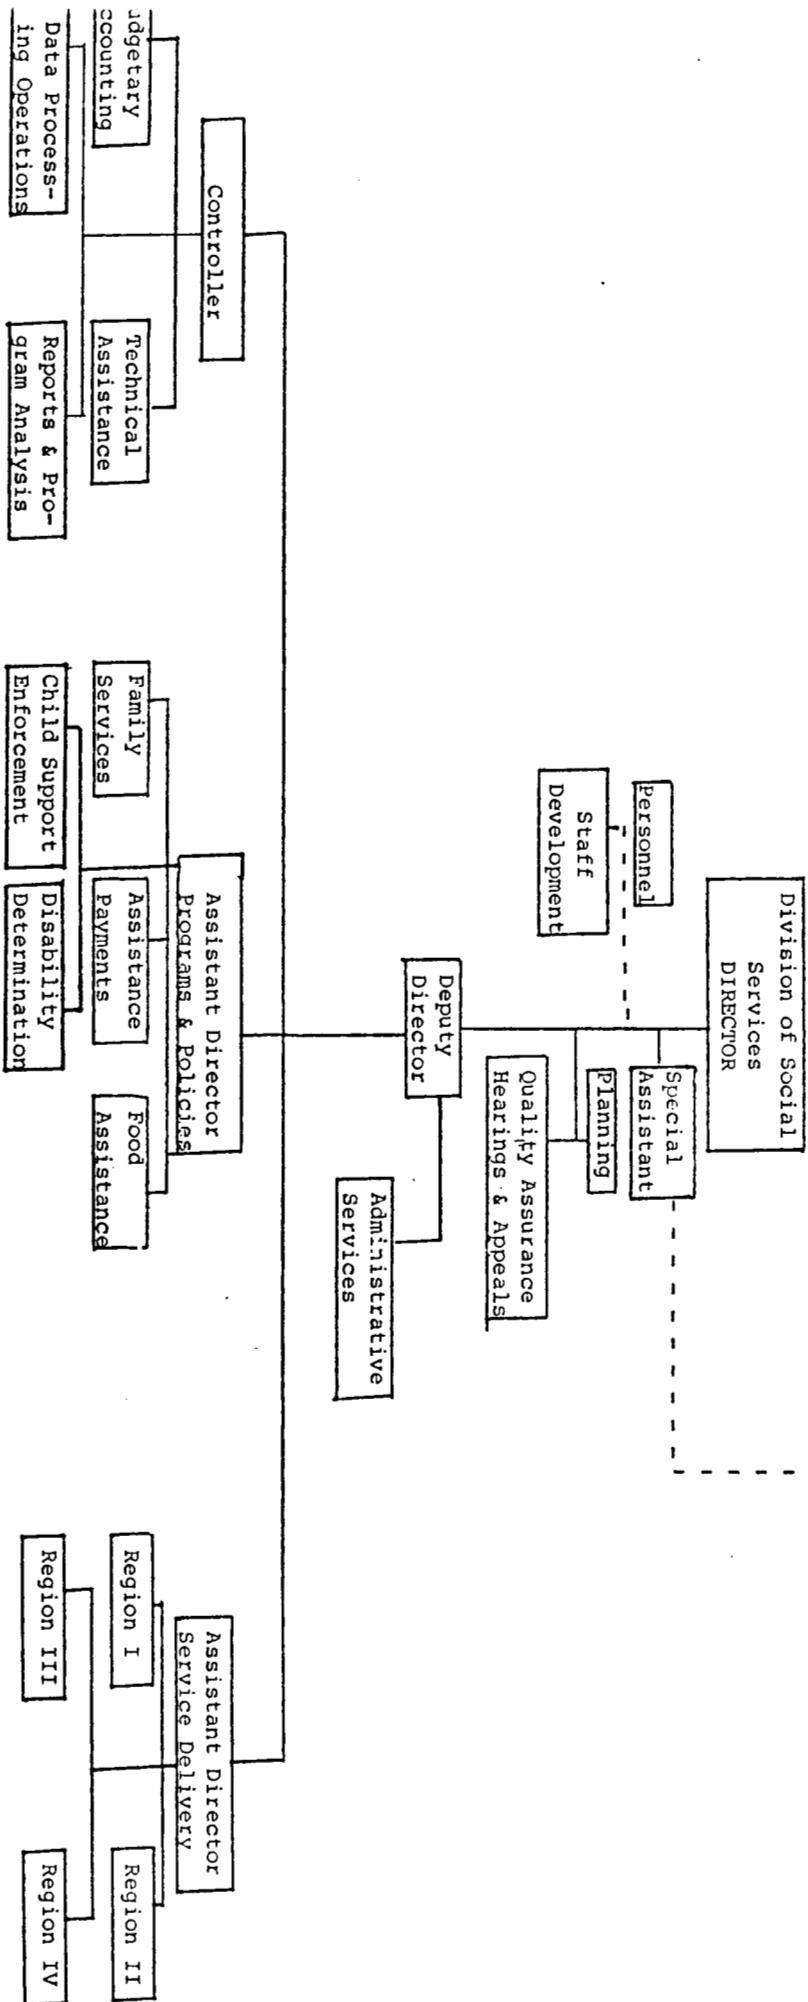 Division of Social
Services
DIRECTOR
Special
Assistant
Personnel
Staff
Development
Planning
Quality Assurance
Hearings & Appeals
Deputy
Director
Administrative
Services
Controller
Assistant Director
Programs & Policies
Assistant Director
Service Delivery
udgetary
ccounting
Technical
Assistance
Family
Services
Assistance
Payments
Food
Assistance
Region I
Region II
Data Process-
ing Operations
Reports & Pro-
gram Analysis
Child Support
Enforcement
Disability
Determination
Region III
Region IV